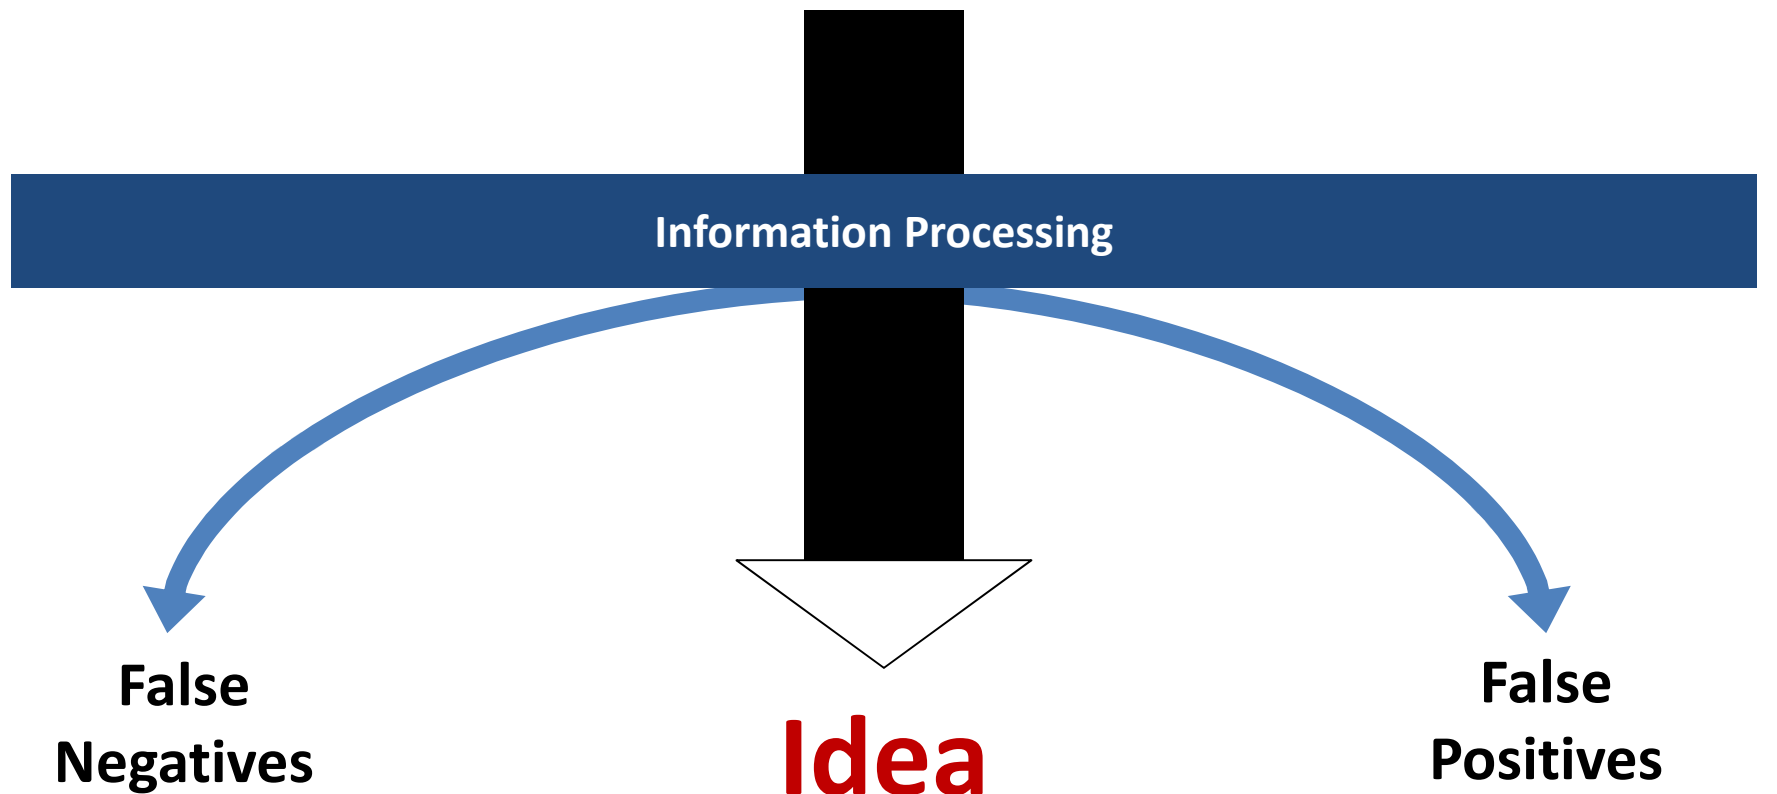 Information Processing
False
Negatives
Idea
False
Positives